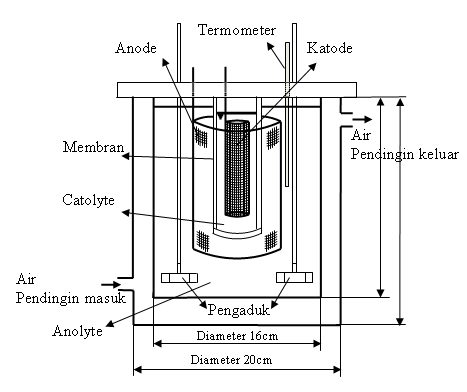 Termometer
Anode
Katode
Air
Pendingin keluar
Membran
Catolyte
Air
Pendingin masuk
Pengaduk
Anolyte
Diameter 16cm
Diameter 20cm